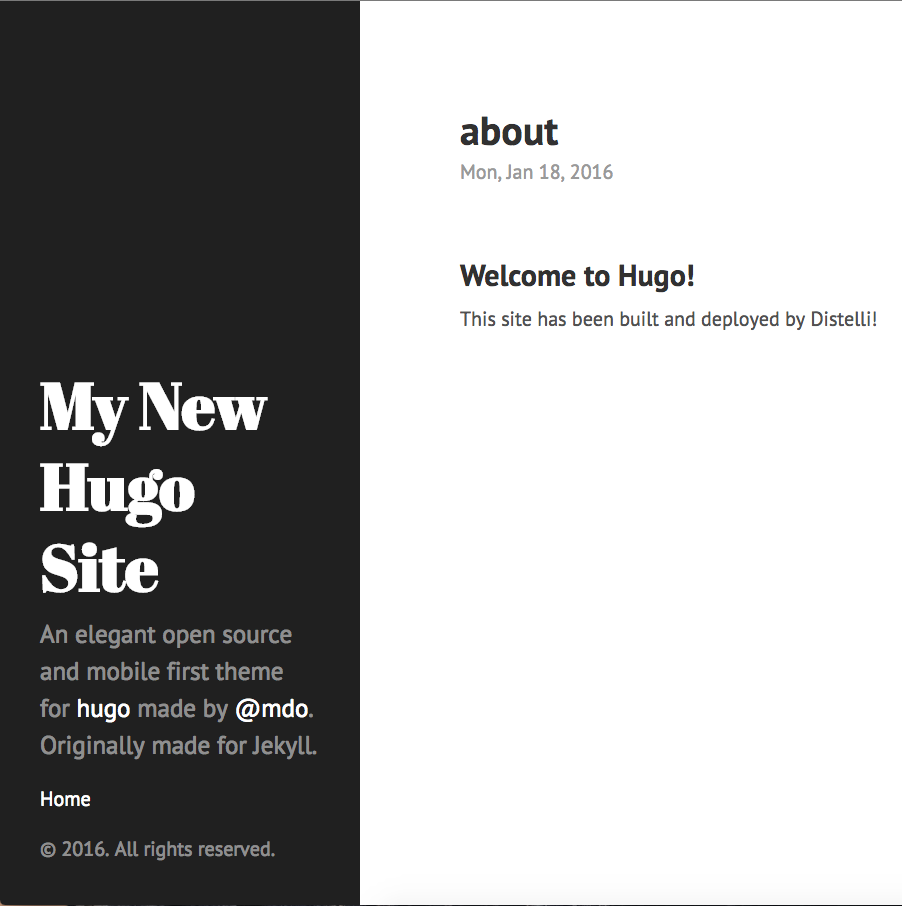 My New
Hugo
Site
An elegant open source
and mobile first theme
for hugo made by @mdo.
Originally made for Jekyll.
Home
© 2016. All rights reserved.
about
Mon, Jan 18, 2016
Welcome to Hugo!
This site has been built and deployed by Distelli!